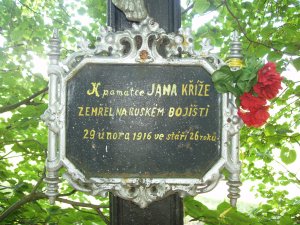 K památce JANA KŘÍŽE
ZEMŘEL NA RUSKÉM BOJIŠTI
29 února 1916 ve stáří 26 roků.